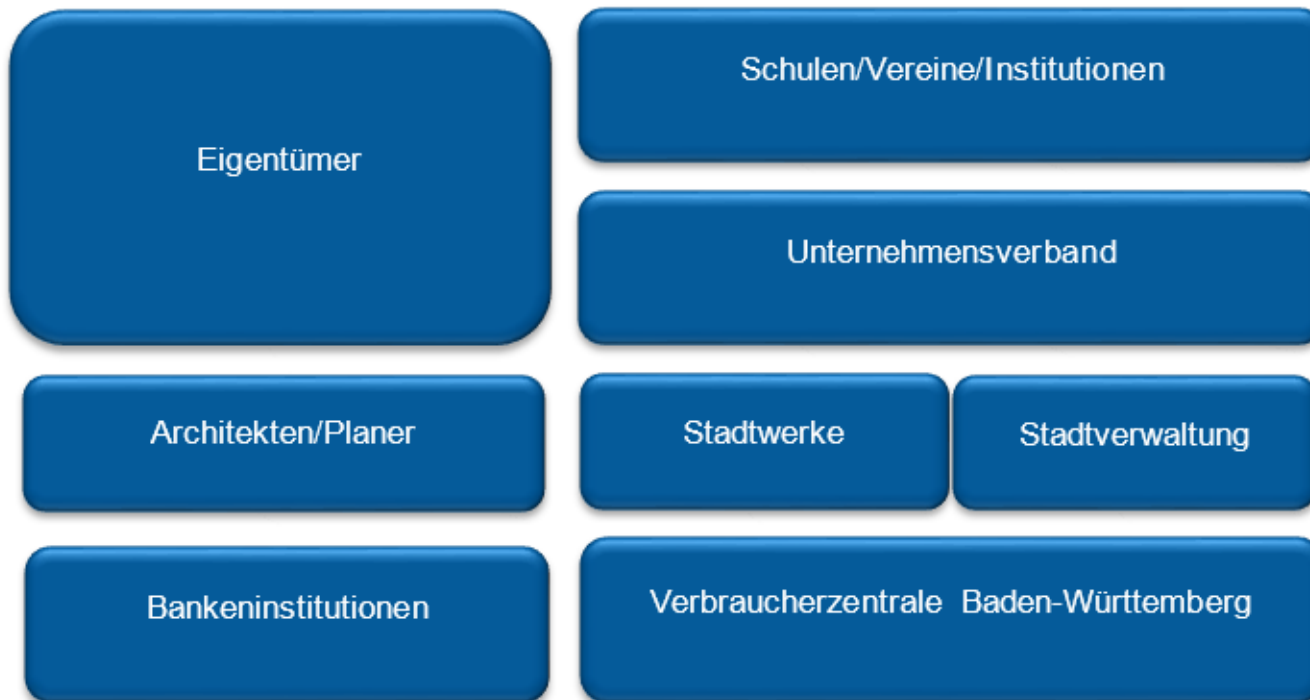 Eigentümer
Schulen/Vereine/Institutionen
Unternehmensverband
Architekten/Planer
Stadtwerke
Stadtverwaltung
Bankeninstitutionen
Verbraucherzentrale Baden-Württemberg